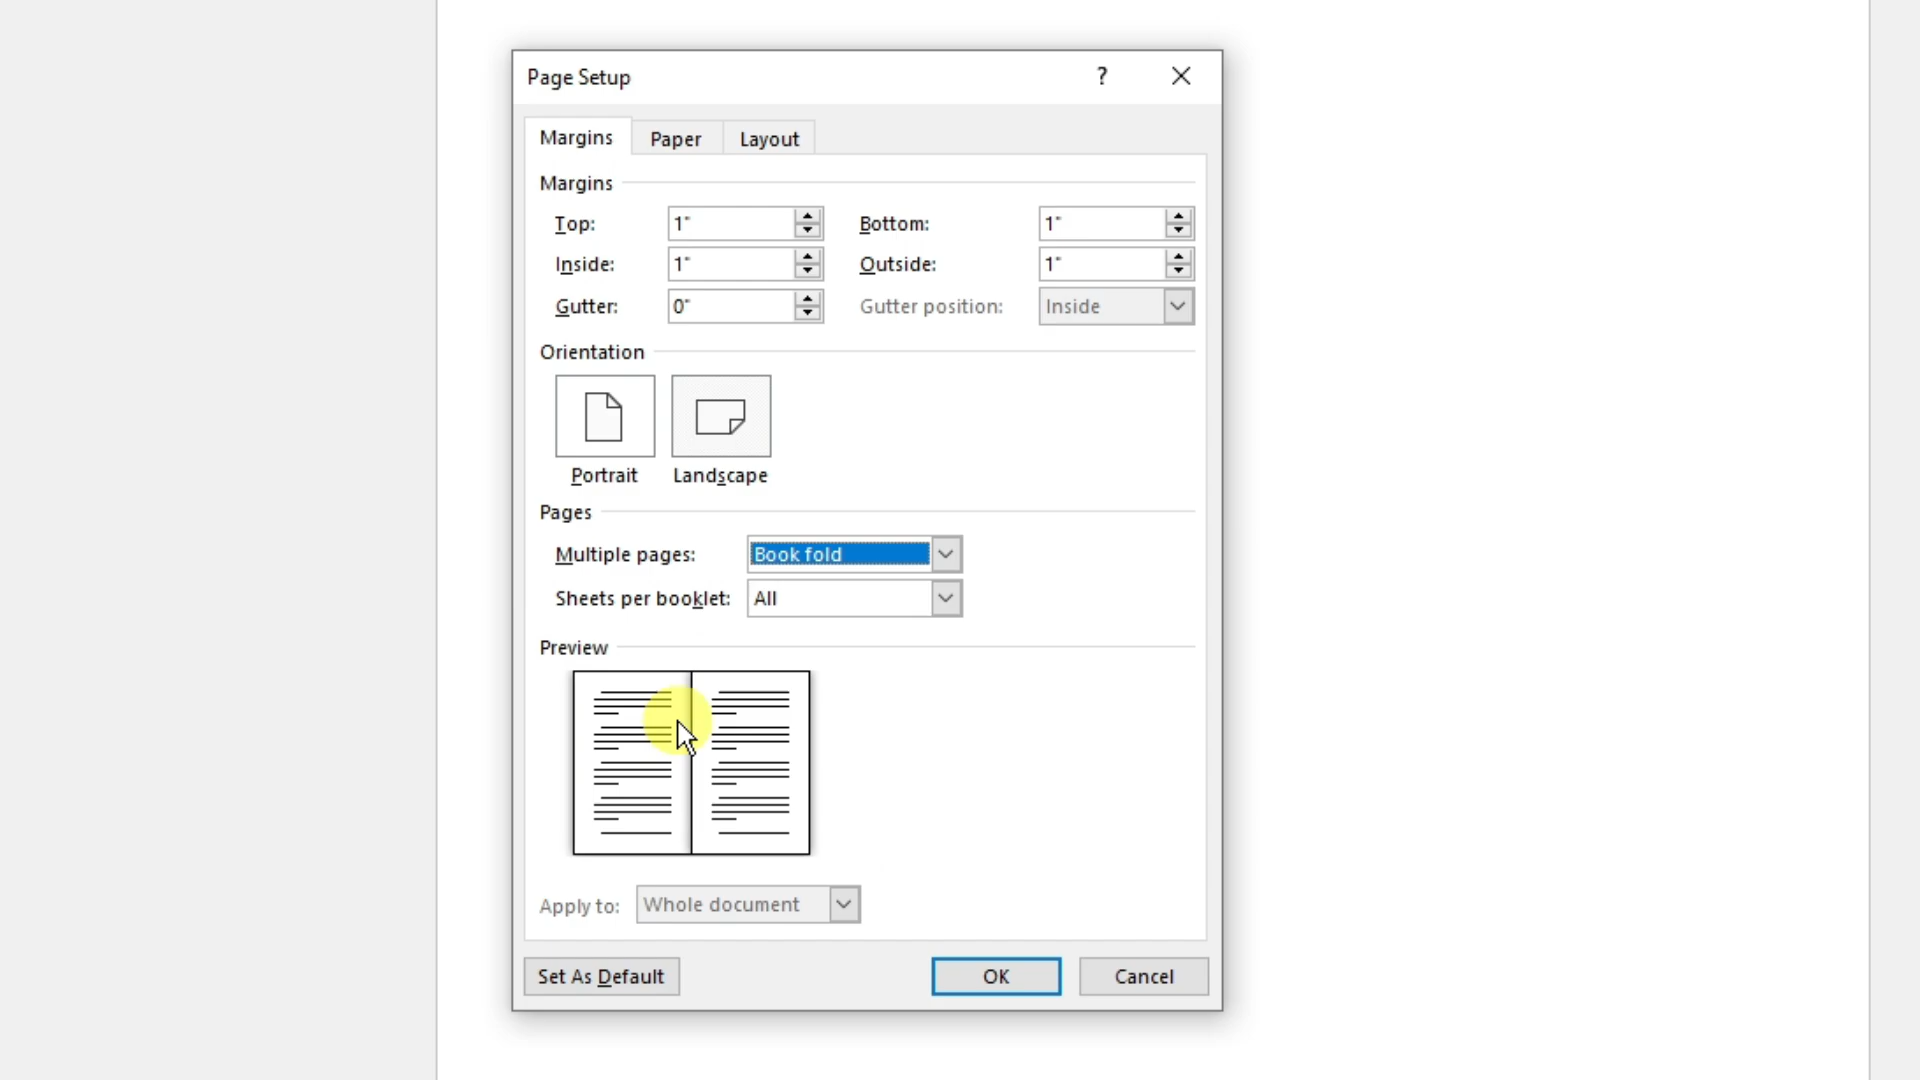 Page Setup ?
Margins Paper Layout
Margins
Top: 1" Bottom: 1"
Inside: 1" Outside: 1"
Gutter: 0" Gutter position: Inside
Orientation
Portrait Landscape
Pages
Multiple pages: Book fold
Sheets per booklet: All
Preview
Apply to: Whole document
Set As Default OK Cancel